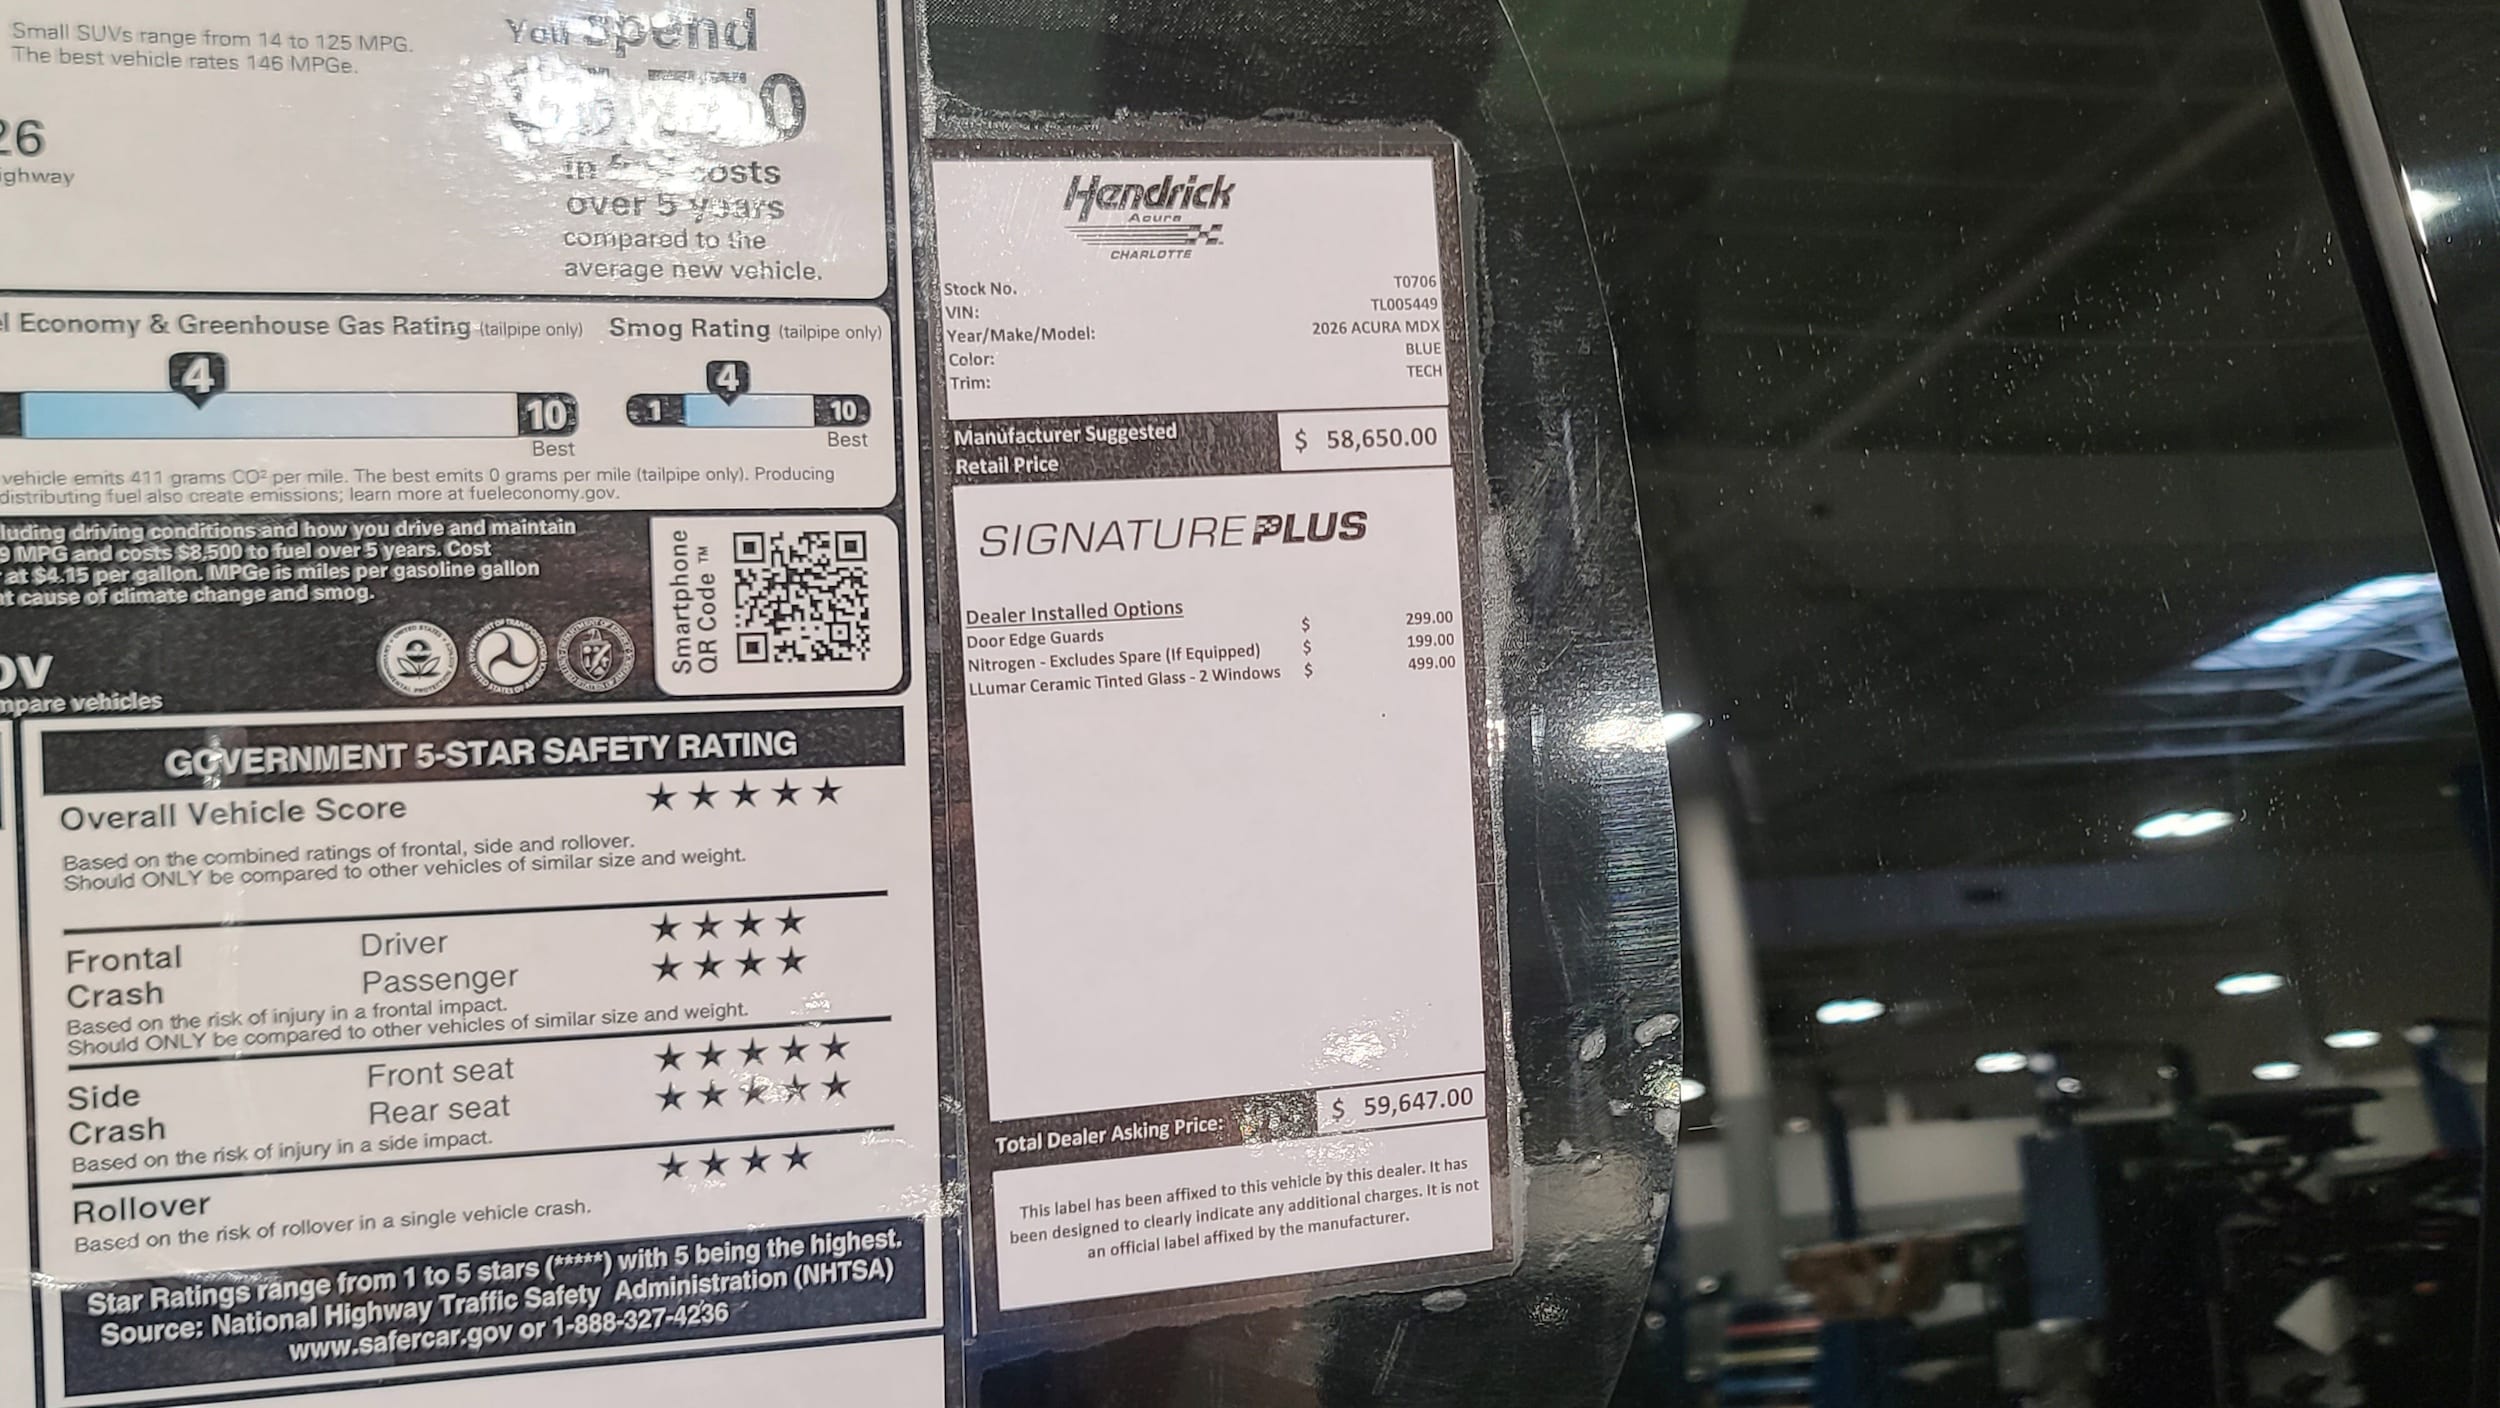 Small SUVs range from 14 to 125 MPG.
The best vehicle rates 146 MPGe.
26
ighway
You Spend
in costs
over 5 years
compared to the
average new vehicle.
el Economy & Greenhouse Gas Rating (tailpipe only)
4
10
Best
Smog Rating (tailpipe only)
4
1
10
Best
vehicle emits 411 grams CO² per mile. The best emits 0 grams per mile (tailpipe only). Producing
distributing fuel also create emissions; learn more at fueleconomy.gov.
luding driving conditions and how you drive and maintain
9 MPG and costs $8,500 to fuel over 5 years. Cost
at $4.15 per gallon. MPGe is miles per gasoline gallon
t cause of climate change and smog.
ov
mpare vehicles
Smartphone
QR Code ™
GOVERNMENT 5-STAR SAFETY RATING
Overall Vehicle Score ★★★★★
Based on the combined ratings of frontal, side and rollover.
Should ONLY be compared to other vehicles of similar size and weight.
Frontal
Crash
Driver ★★★★
Passenger ★★★★
Based on the risk of injury in a frontal impact.
Should ONLY be compared to other vehicles of similar size and weight.
Side
Crash
Front seat ★★★★★
Rear seat ★★★★★
Based on the risk of injury in a side impact.
Rollover ★★★★
Based on the risk of rollover in a single vehicle crash.
Star Ratings range from 1 to 5 stars (*****) with 5 being the highest.
Source: National Highway Traffic Safety Administration (NHTSA)
www.safercar.gov or 1-888-327-4236
Hendrick
Acura
CHARLOTTE
Stock No. T0706
VIN: TL005449
Year/Make/Model: 2026 ACURA MDX
Color: BLUE
Trim: TECH
Manufacturer Suggested
Retail Price
$ 58,650.00
SIGNATURE PLUS
Dealer Installed Options
Door Edge Guards $ 299.00
Nitrogen - Excludes Spare (If Equipped) $ 199.00
LLumar Ceramic Tinted Glass - 2 Windows $ 499.00
Total Dealer Asking Price: $ 59,647.00
This label has been affixed to this vehicle by this dealer. It has
been designed to clearly indicate any additional charges. It is not
an official label affixed by the manufacturer.